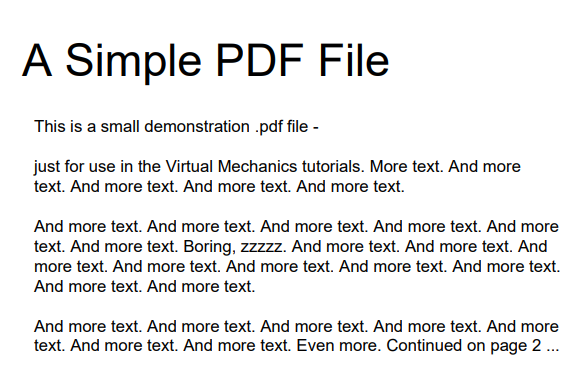 A Simple PDF File
This is a small demonstration .pdf file -
just for use in the Virtual Mechanics tutorials. More text. And more
text. And more text. And more text. And more text.
And more text. And more text. And more text. And more text. And more
text. And more text. Boring, zzzzz. And more text. And more text. And
more text. And more text. And more text. And more text. And more text.
And more text. And more text.
And more text. And more text. And more text. And more text. And more
text. And more text. And more text. Even more. Continued on page 2 ...